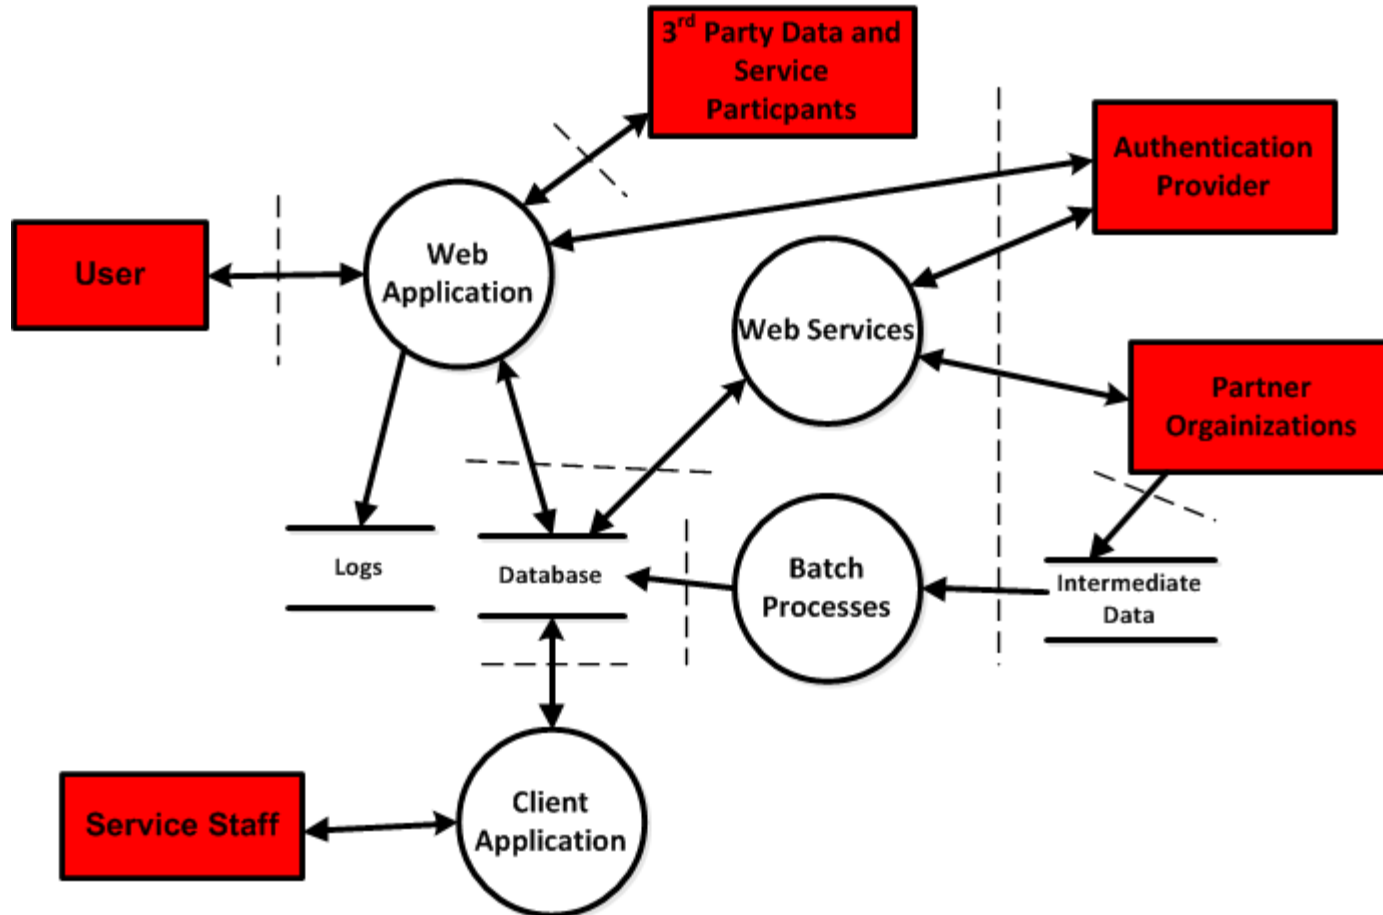 3rd Party Data and
Service
Particpants
Authentication
Provider
User
Web
Application
Web Services
Partner
Orgainizations
Logs
Database
Batch
Processes
Intermediate
Data
Client
Application
Service Staff